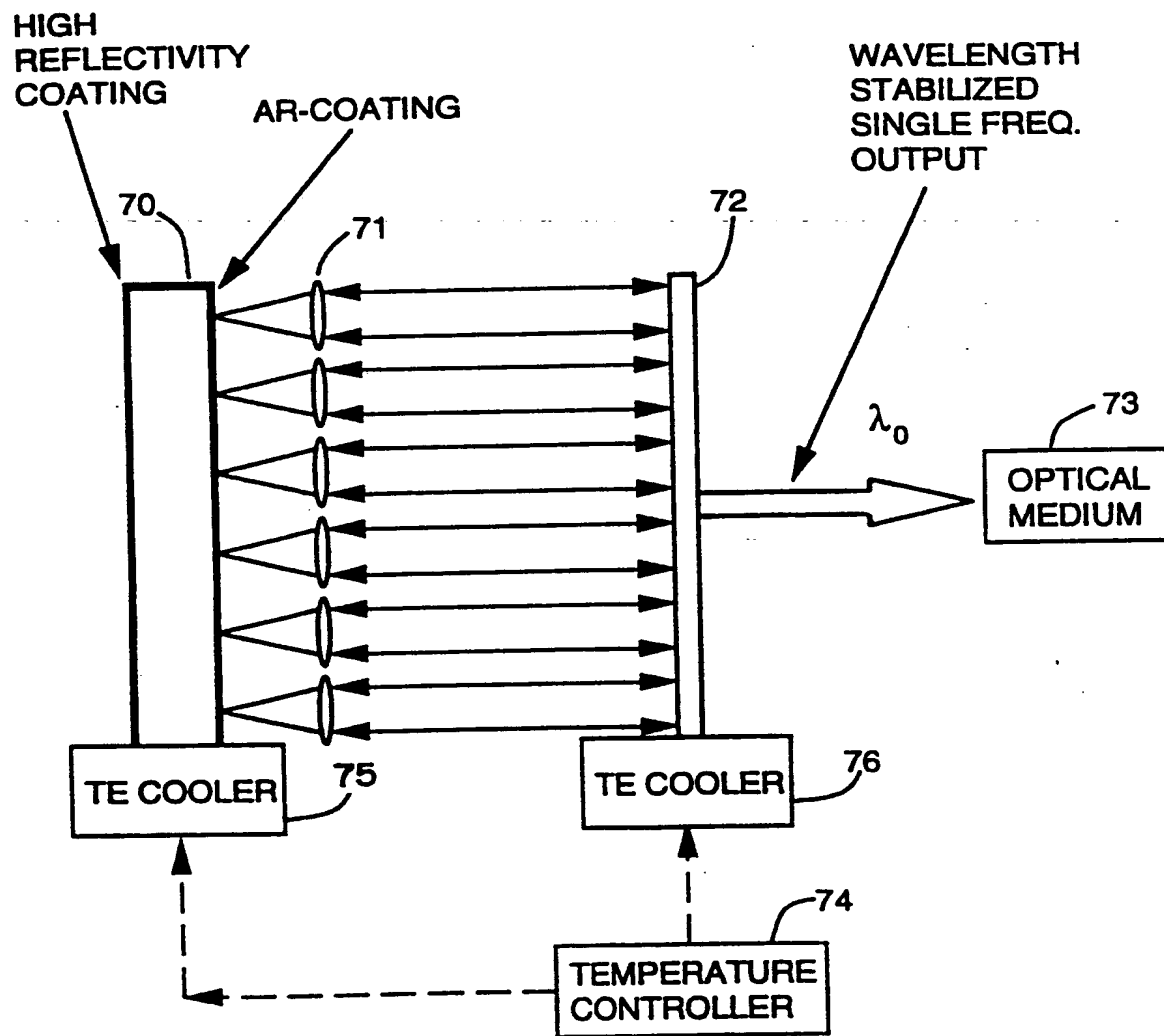 HIGH
REFLECTIVITY
COATING
AR-COATING
WAVELENGTH
STABILIZED
SINGLE FREQ.
OUTPUT
70
71
72
λ0
73
OPTICAL
MEDIUM
TE COOLER
75
TE COOLER
76
74
TEMPERATURE
CONTROLLER